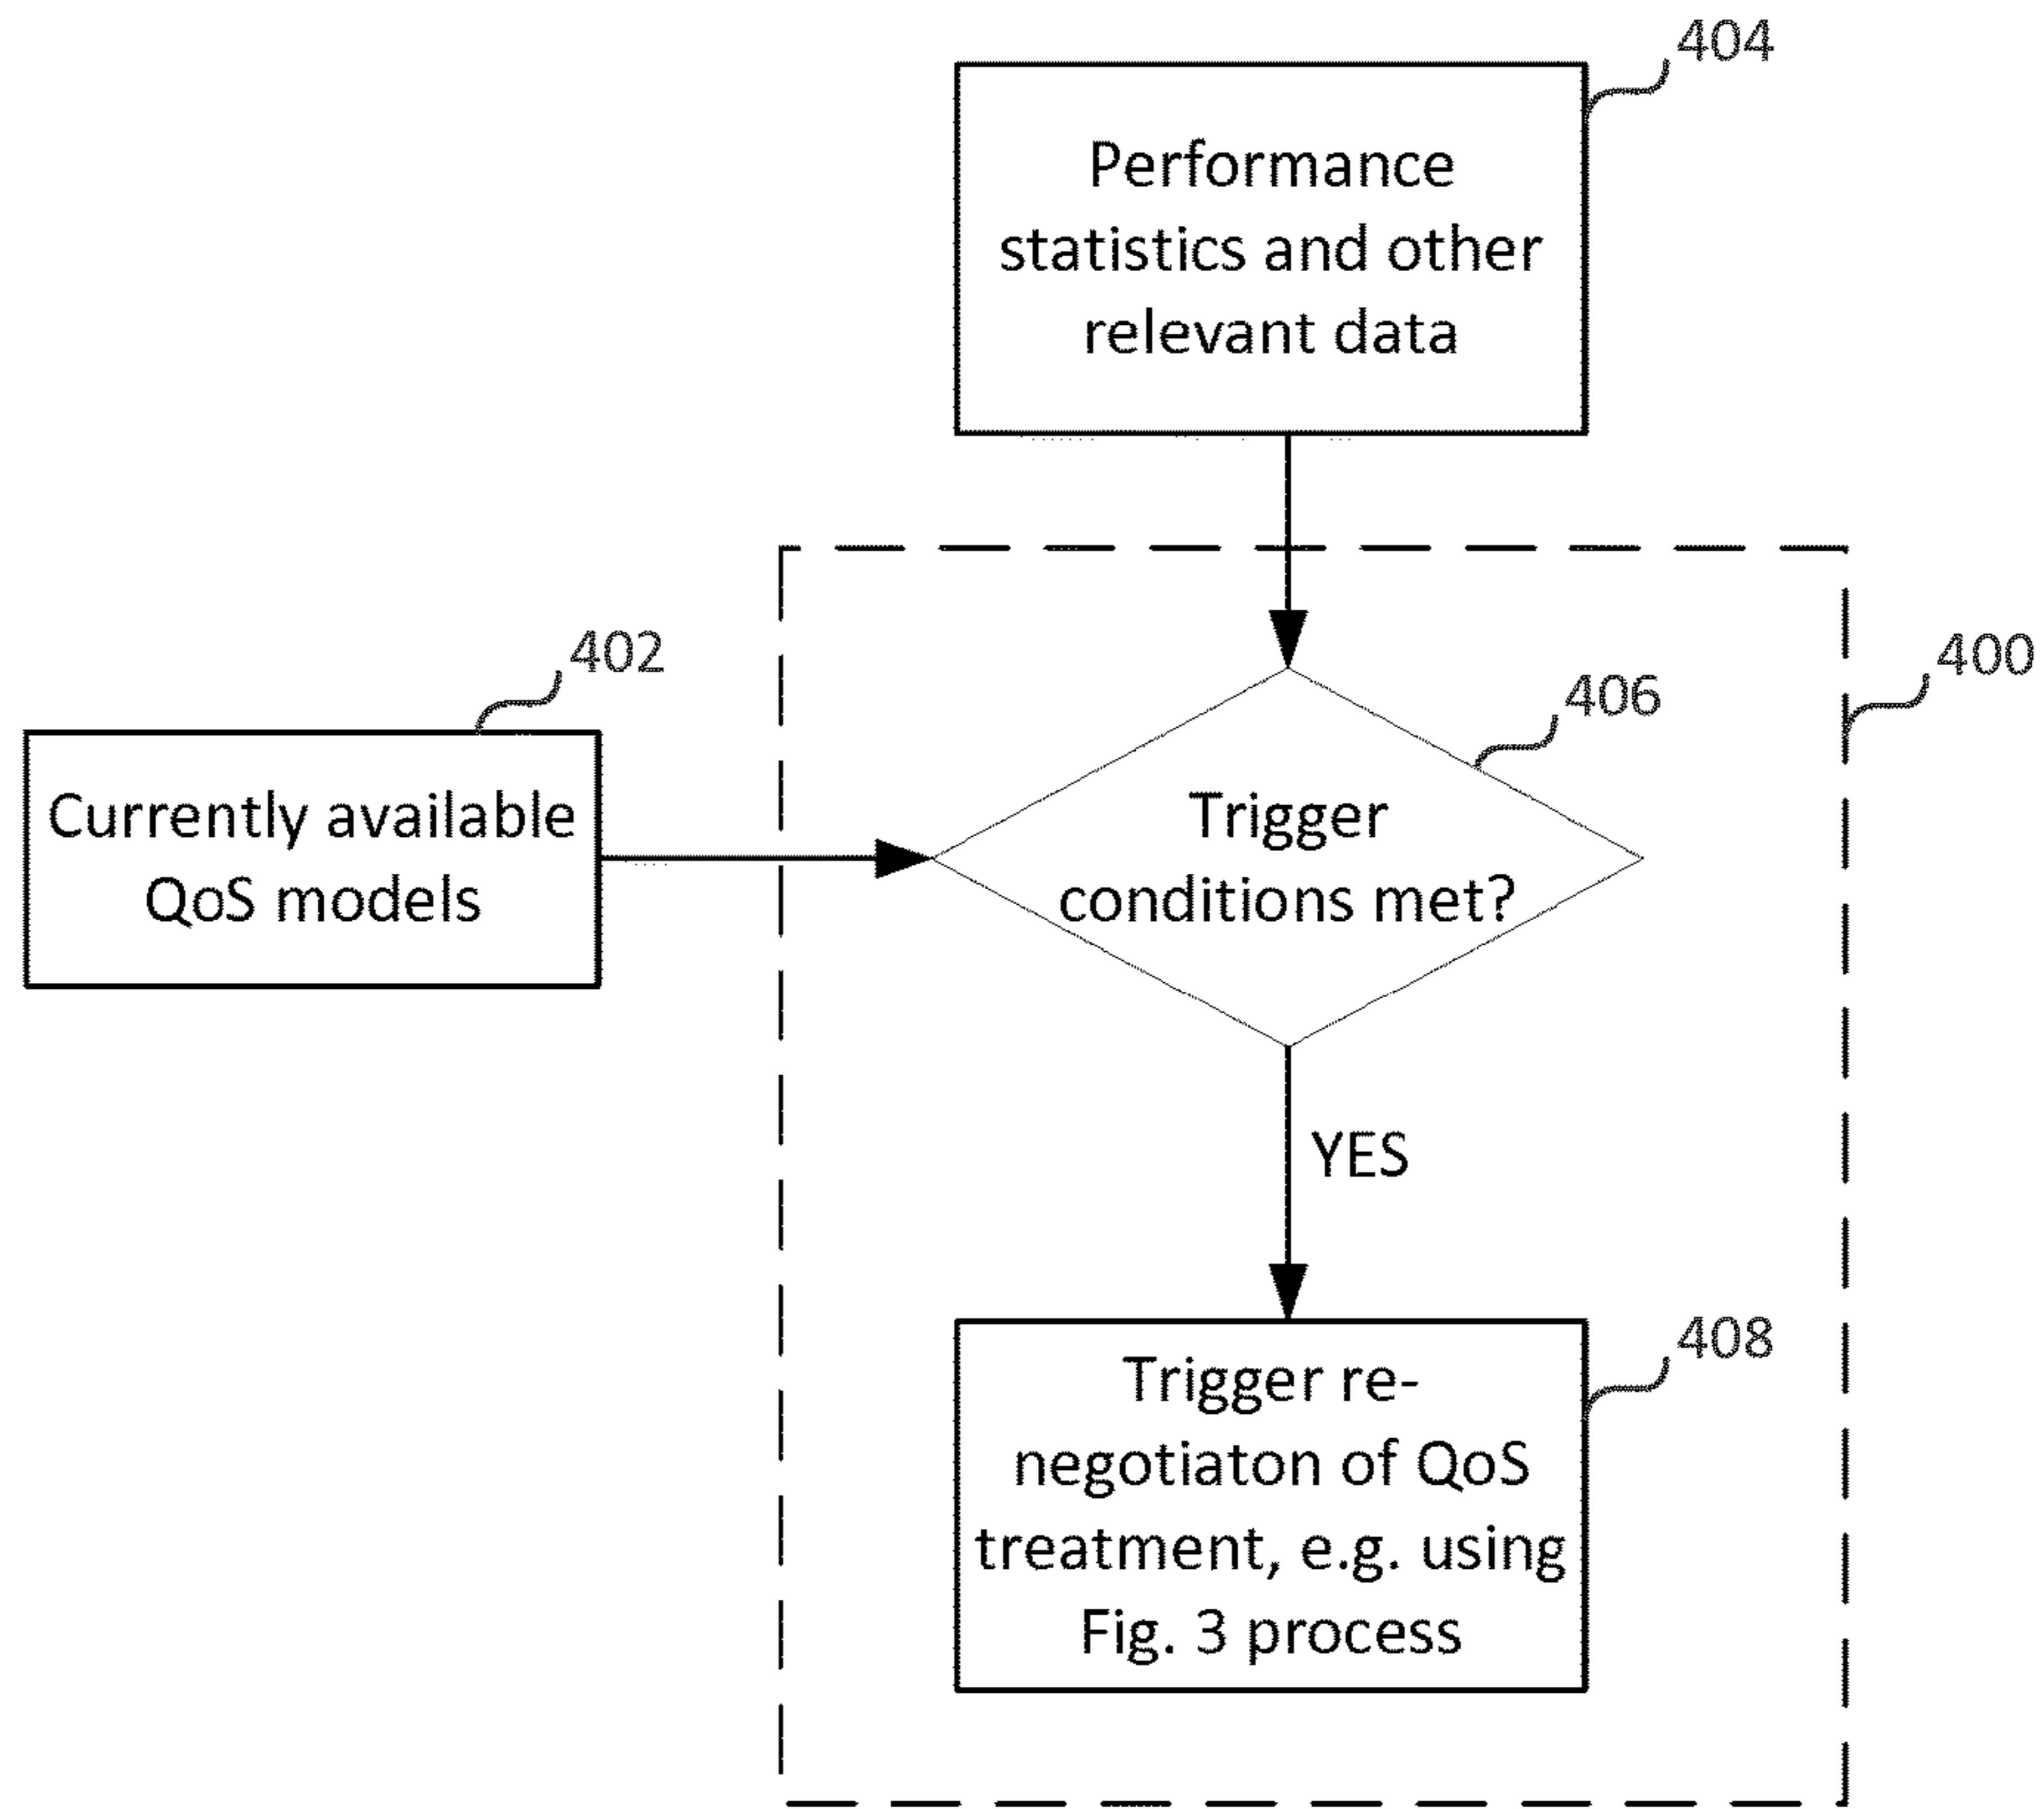 404
Performance
statistics and other
relevant data
402
400
406
Currently available
QoS models
Trigger
conditions met?
YES
408
Trigger re-
negotiaton of QoS
treatment, e.g. using
Fig. 3 process